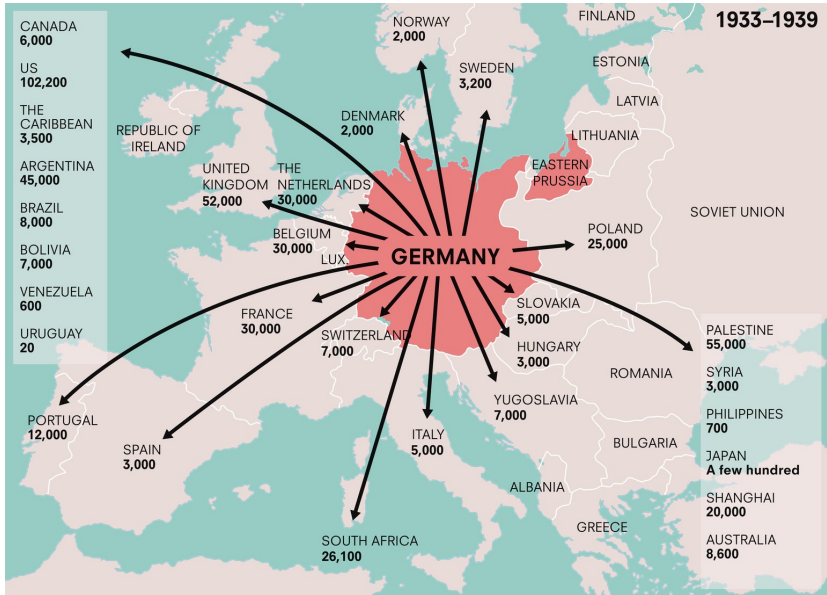 1933–1939
CANADA
6,000
US
102,200
THE
CARIBBEAN
3,500
ARGENTINA
45,000
BRAZIL
8,000
BOLIVIA
7,000
VENEZUELA
600
URUGUAY
20
NORWAY
2,000
FINLAND
SWEDEN
3,200
ESTONIA
LATVIA
LITHUANIA
DENMARK
2,000
REPUBLIC OF
IRELAND
UNITED
KINGDOM
52,000
THE
NETHERLANDS
30,000
EASTERN
PRUSSIA
SOVIET UNION
BELGIUM
30,000
LUX.
GERMANY
POLAND
25,000
FRANCE
30,000
SWITZERLAND
7,000
SLOVAKIA
5,000
HUNGARY
3,000
ROMANIA
YUGOSLAVIA
7,000
PORTUGAL
12,000
SPAIN
3,000
ITALY
5,000
BULGARIA
ALBANIA
GREECE
SOUTH AFRICA
26,100
PALESTINE
55,000
SYRIA
3,000
PHILIPPINES
700
JAPAN
A few hundred
SHANGHAI
20,000
AUSTRALIA
8,600